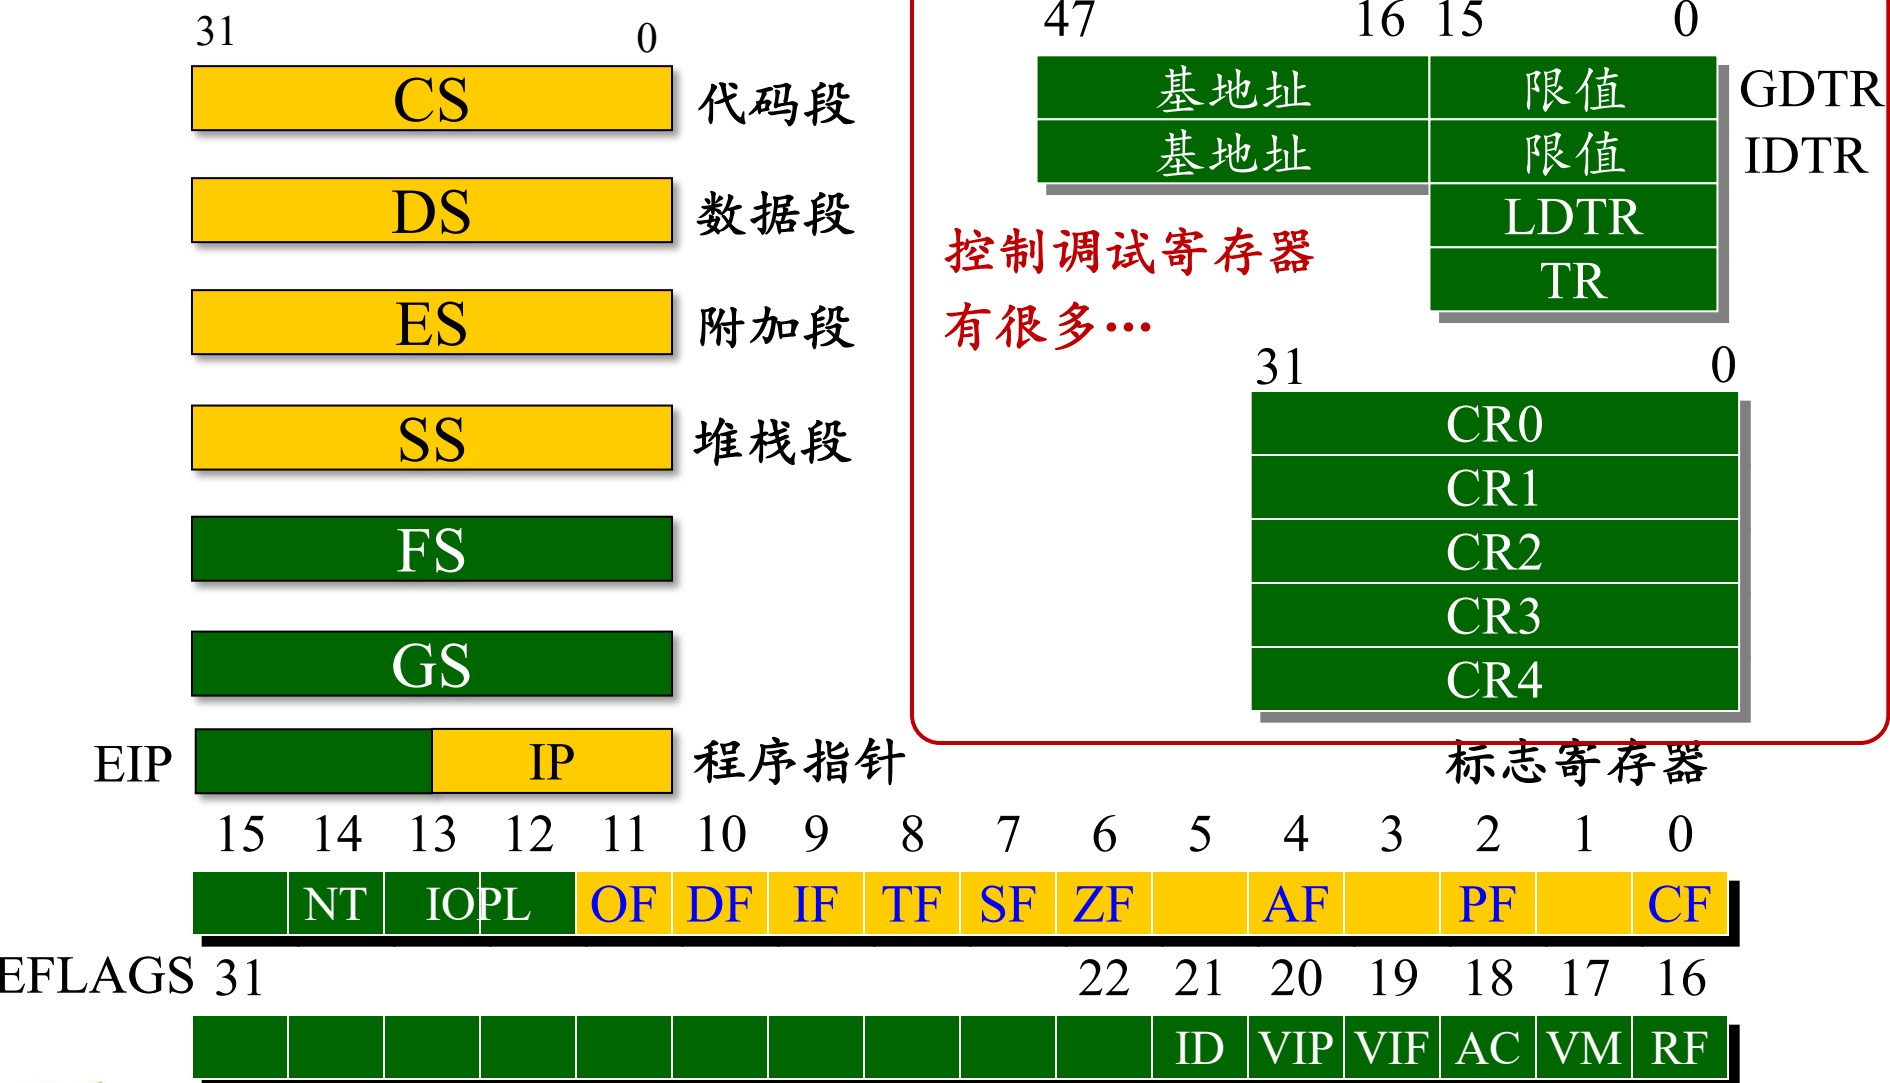 31 0
CS 代码段
DS 数据段
ES 附加段
SS 堆栈段
FS
GS
EIP IP 程序指针
47 16 15 0
基地址 限值 GDTR
基地址 限值 IDTR
LDTR
TR
控制调试寄存器
有很多…
31 0
CR0
CR1
CR2
CR3
CR4
标志寄存器
15 14 13 12 11 10 9 8 7 6 5 4 3 2 1 0
NT IOPL OF DF IF TF SF ZF AF PF CF
EFLAGS 31 22 21 20 19 18 17 16
ID VIP VIF AC VM RF